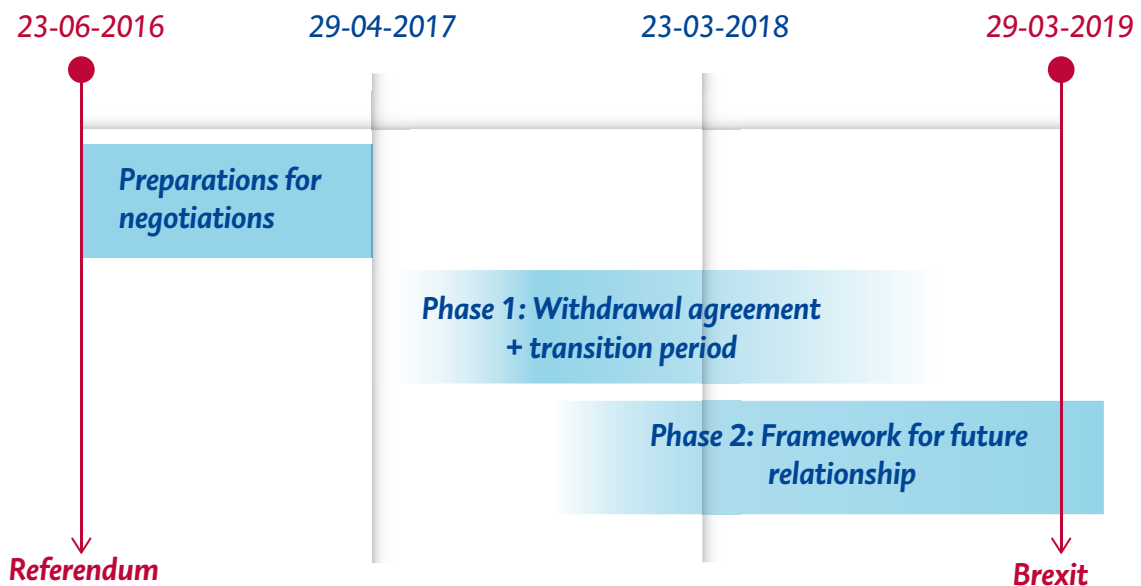 23-06-2016 29-04-2017 23-03-2018 29-03-2019
Preparations for
negotiations
Phase 1: Withdrawal agreement
+ transition period
Phase 2: Framework for future
relationship
Referendum Brexit